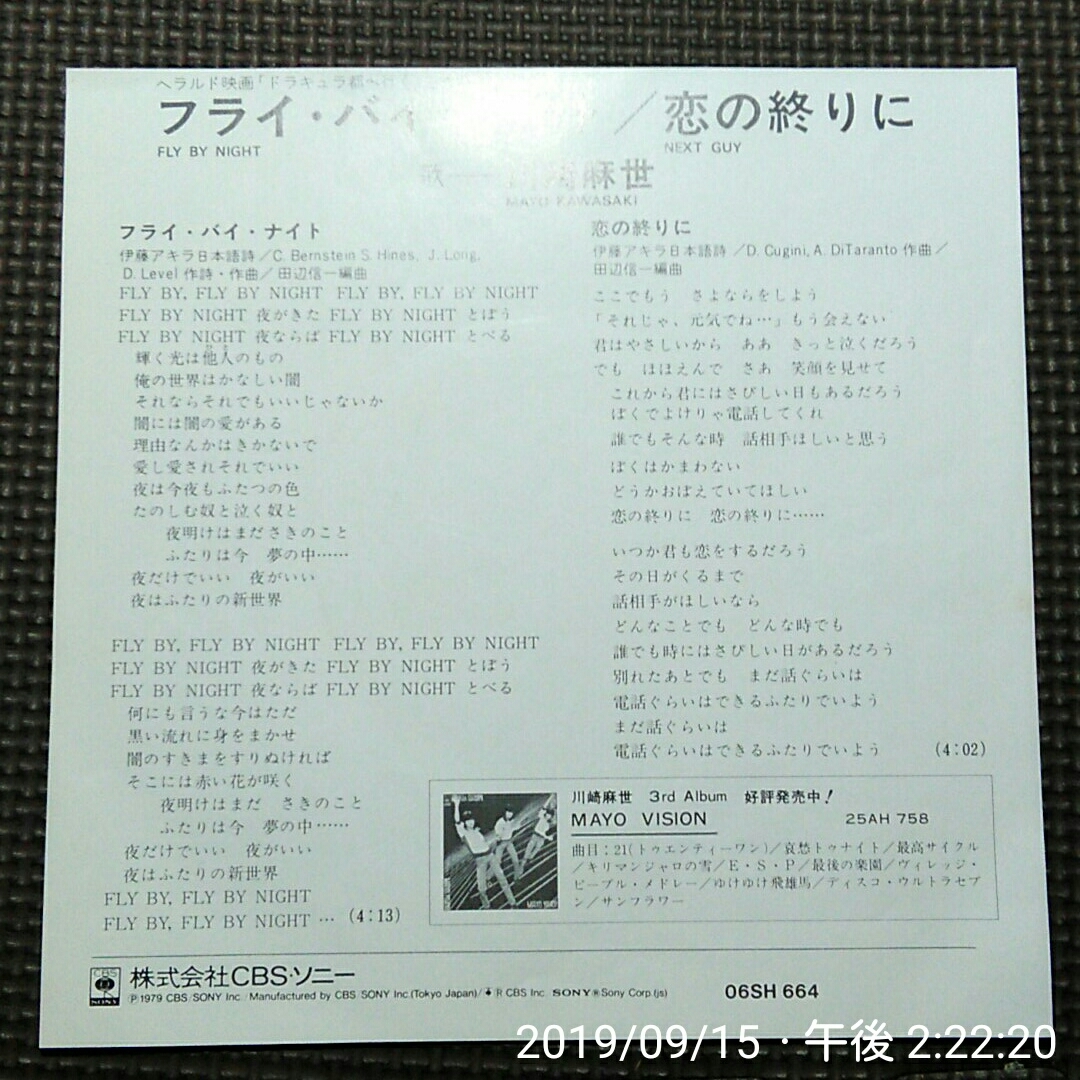 ヘラルド映画「ドラキュラ都へ
フライ・バイ ／恋の終りに
FLY BY NIGHT NEXT GUY
歌── 麻世
MAYO KAWASAKI
フライ・バイ・ナイト
伊藤アキラ日本語詩／C. Bernstein S. Hines, J. Long,
D. Level 作詩・作曲／田辺信一編曲
FLY BY, FLY BY NIGHT FLY BY, FLY BY NIGHT
FLY BY NIGHT 夜がきた FLY BY NIGHT とぼう
FLY BY NIGHT 夜ならば FLY BY NIGHT とべる
輝く光は他人のもの
俺の世界はかなしい闇
それならそれでもいいじゃないか
闇には闇の愛がある
理由なんかはきかないで
愛し愛されそれでいい
夜は今夜もふたつの色
たのしむ奴と泣く奴と
夜明けはまださきのこと
ふたりは今 夢の中……
夜だけでいい 夜がいい
夜はふたりの新世界
FLY BY, FLY BY NIGHT FLY BY, FLY BY NIGHT
FLY BY NIGHT 夜がきた FLY BY NIGHT とぼう
FLY BY NIGHT 夜ならば FLY BY NIGHT とべる
何にも言うな今はただ
黒い流れに身をまかせ
闇のすきまをすりぬければ
そこには赤い花が咲く
夜明けはまだ さきのこと
ふたりは今 夢の中……
夜だけでいい 夜がいい
夜はふたりの新世界
FLY BY, FLY BY NIGHT
FLY BY, FLY BY NIGHT … (4:13)
恋の終りに
伊藤アキラ日本語詩／D. Cugini, A. DiTaranto 作曲／
田辺信一編曲
ここでもう さよならをしよう
「それじゃ、元気でね…」もう会えない
君はやさしいから ああ きっと泣くだろう
でも ほほえんで さあ 笑顔を見せて
これから君にはさびしい日もあるだろう
ぼくでよけりゃ電話してくれ
誰でもそんな時 話相手ほしいと思う
ぼくはかまわない
どうかおぼえていてほしい
恋の終りに 恋の終りに……
いつか君も恋をするだろう
その日がくるまで
話相手がほしいなら
どんなことでも どんな時でも
誰でも時にはさびしい日があるだろう
別れたあとでも まだ話ぐらいは
電話ぐらいはできるふたりでいよう
まだ話ぐらいは
電話ぐらいはできるふたりでいよう (4:02)
川崎麻世 3rd Album 好評発売中！
MAYO VISION 25AH 758
曲目：21(トゥエンティーワン)／哀愁トゥナイト／最高サイクル
／キリマンジャロの雪／E・S・P／最後の楽園／ヴィレッジ・
ピープル・メドレー／ゆけゆけ飛雄馬／ディスコ・ウルトラセブ
ン／サンフラワー
CBS
SONY
株式会社CBS・ソニー
Ⓟ1979 CBS/SONY Inc./Manufactured by CBS/SONY Inc.(Tokyo Japan)/ R CBS Inc. SONY®Sony Corp.(js)
06SH 664
2019/09/15・午後 2:22:20